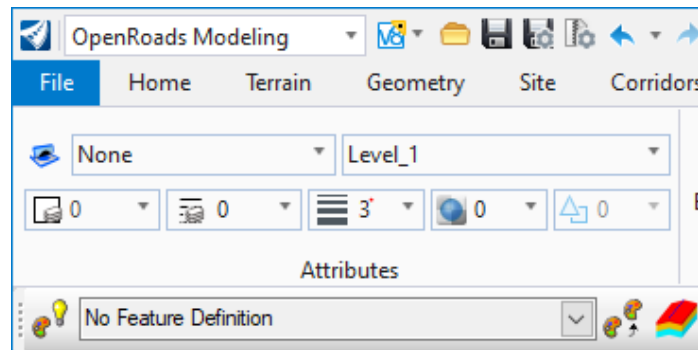 OpenRoads Modeling
File Home Terrain Geometry Site Corridors
None Level_1
0 0 3 0 0
Attributes
No Feature Definition